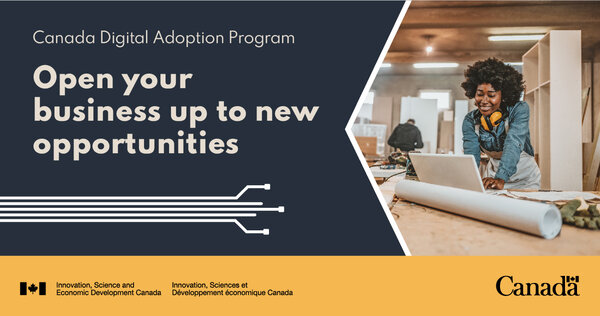 Canada Digital Adoption Program
Open your
business up to new
opportunities
Innovation, Science and
Economic Development Canada
Innovation, Sciences et
Développement économique Canada
Canada